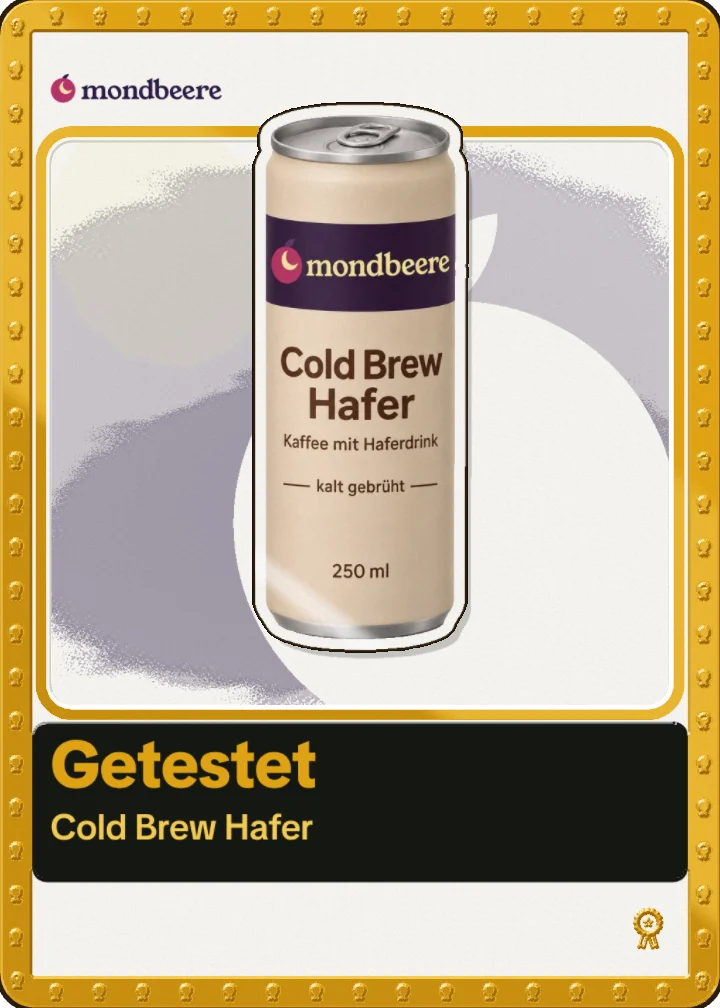 mondbeere
mondbeere
Cold Brew
Hafer
Kaffee mit Haferdrink
kalt gebrüht
250 ml
Getestet
Cold Brew Hafer